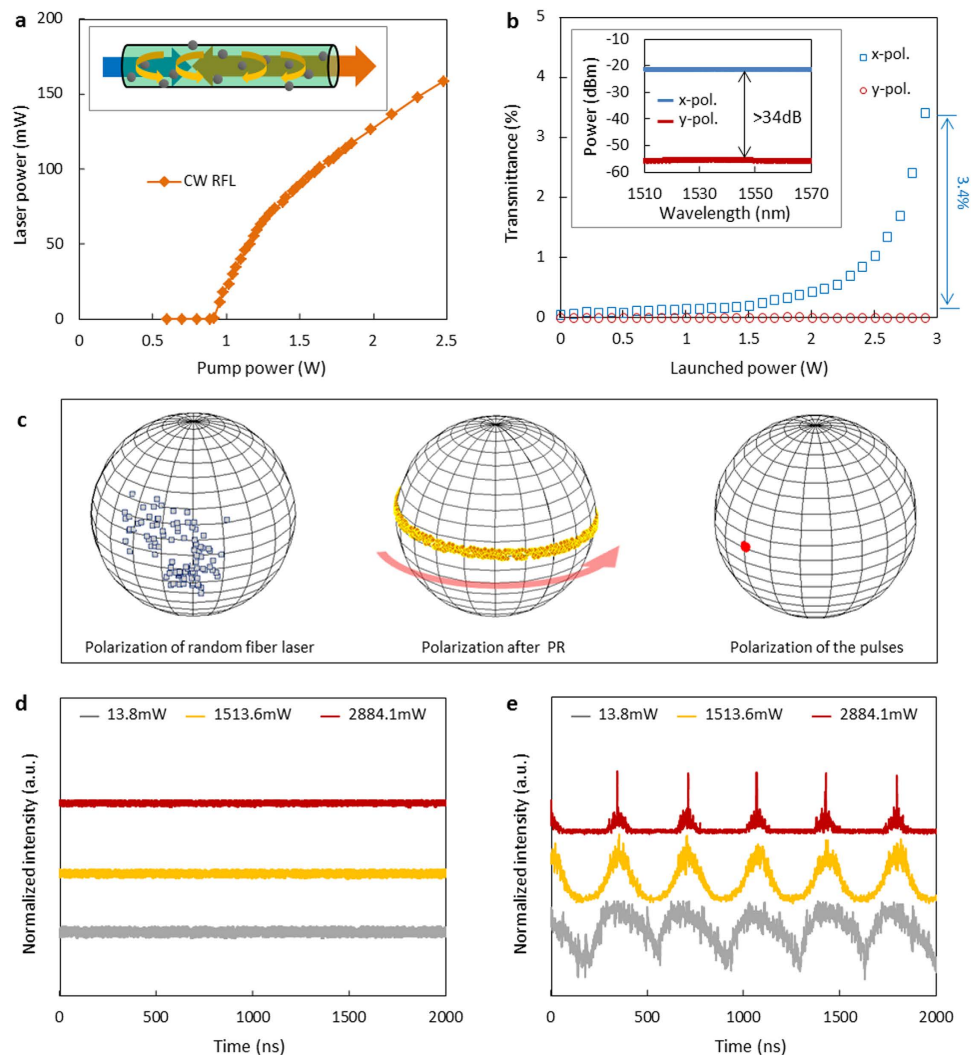 a
200
150
100
50
0
Laser power (mW)
CW RFL
0
0.5
1
1.5
2
2.5
Pump power (W)
b
5
4
3
2
1
0
Transmittance (%)
-10
-20
-30
-40
-50
-60
Power (dBm)
x-pol.
y-pol.
>34dB
1510
1530
1550
1570
Wavelength (nm)
x-pol.
y-pol.
3.4%
0
0.5
1
1.5
2
2.5
3
Launched power (W)
c
Polarization of random fiber laser
Polarization after PR
Polarization of the pulses
d
13.8mW
1513.6mW
2884.1mW
Normalized intensity (a.u.)
0
500
1000
1500
2000
Time (ns)
e
13.8mW
1513.6mW
2884.1mW
Normalized intensity (a.u.)
0
500
1000
1500
2000
Time (ns)